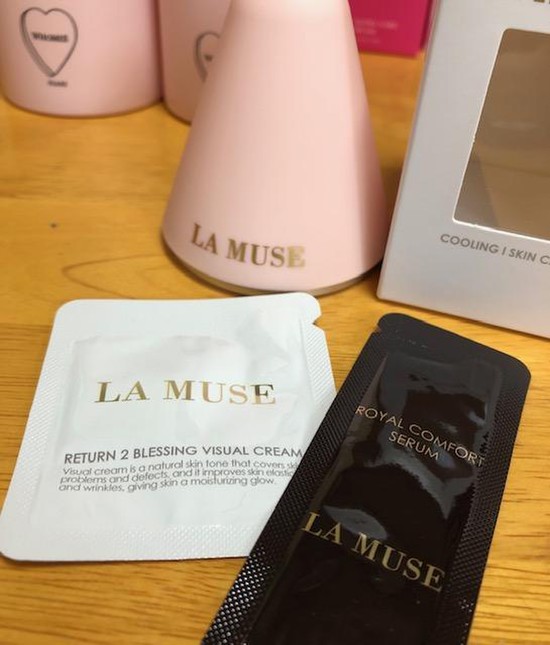 LA MUSE
COOLING I SKIN C
LA MUSE
RETURN 2 BLESSING VISUAL CREAM
Visual cream is a natural skin tone that covers ski
problems and defects, and it improves skin elastic
and wrinkles, giving skin a moisturizing glow.
ROYAL COMFORT
SERUM
LA MUSE